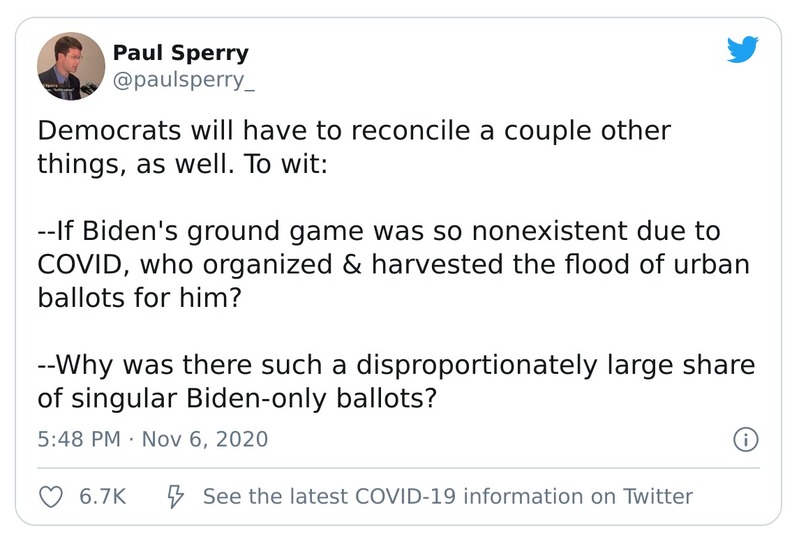 Paul Sperry
@paulsperry_
Democrats will have to reconcile a couple other
things, as well. To wit:
--If Biden's ground game was so nonexistent due to
COVID, who organized & harvested the flood of urban
ballots for him?
--Why was there such a disproportionately large share
of singular Biden-only ballots?
5:48 PM · Nov 6, 2020
6.7K See the latest COVID-19 information on Twitter